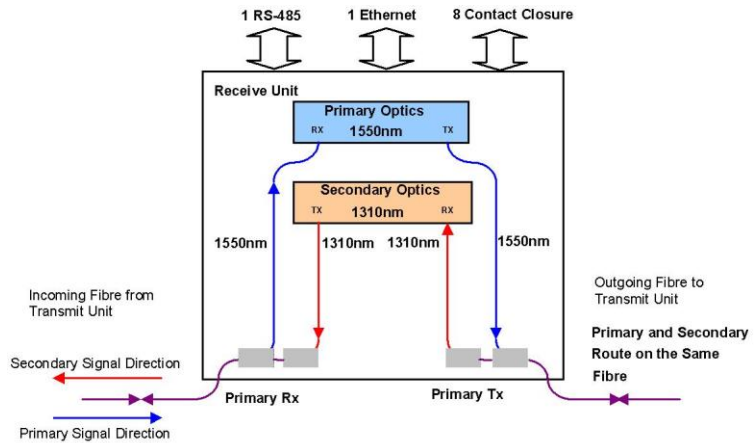 1 RS-485
1 Ethernet
8 Contact Closure
Receive Unit
Primary Optics
RX
1550nm
TX
Secondary Optics
TX
1310nm
RX
1550nm
1310nm
1310nm
1550nm
Incoming Fibre from
Transmit Unit
Outgoing Fibre to
Transmit Unit
Primary and Secondary
Route on the Same
Fibre
Secondary Signal Direction
Primary Rx
Primary Tx
Primary Signal Direction